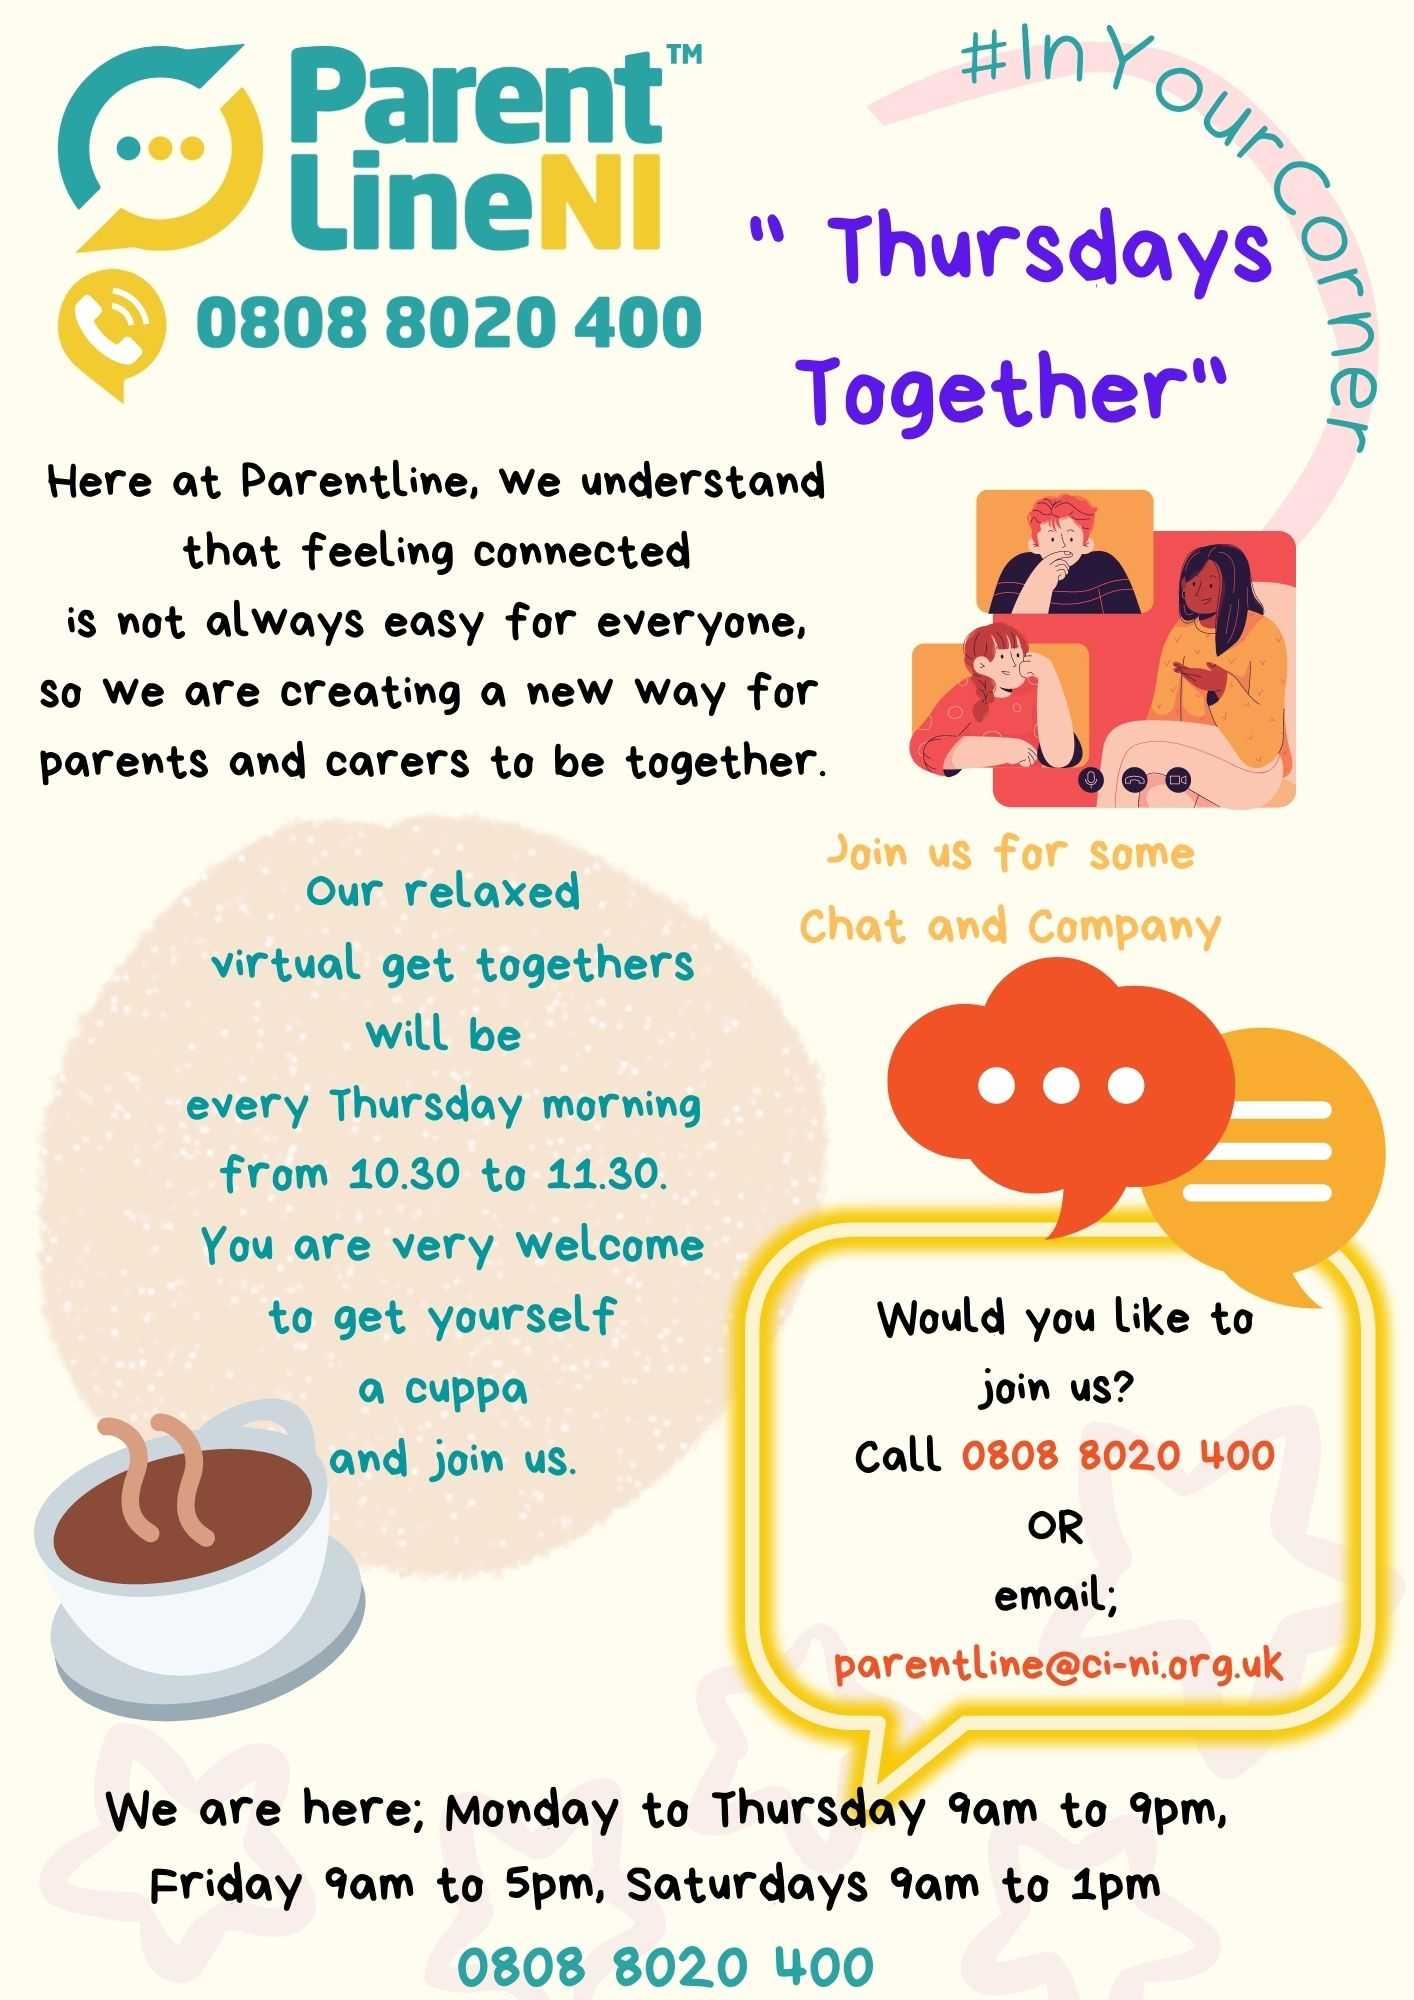 Parent™
LineNI
0808 8020 400
#InYourCorner
" Thursdays
Together"
Here at Parentline, we understand
that feeling connected
is not always easy for everyone,
so we are creating a new way for
parents and carers to be together.
Join us for some
Chat and Company
Our relaxed
virtual get togethers
will be
every Thursday morning
from 10.30 to 11.30.
You are very welcome
to get yourself
a cuppa
and join us.
Would you like to
join us?
Call 0808 8020 400
OR
email;
parentline@ci-ni.org.uk
We are here; Monday to Thursday 9am to 9pm,
Friday 9am to 5pm, Saturdays 9am to 1pm
0808 8020 400